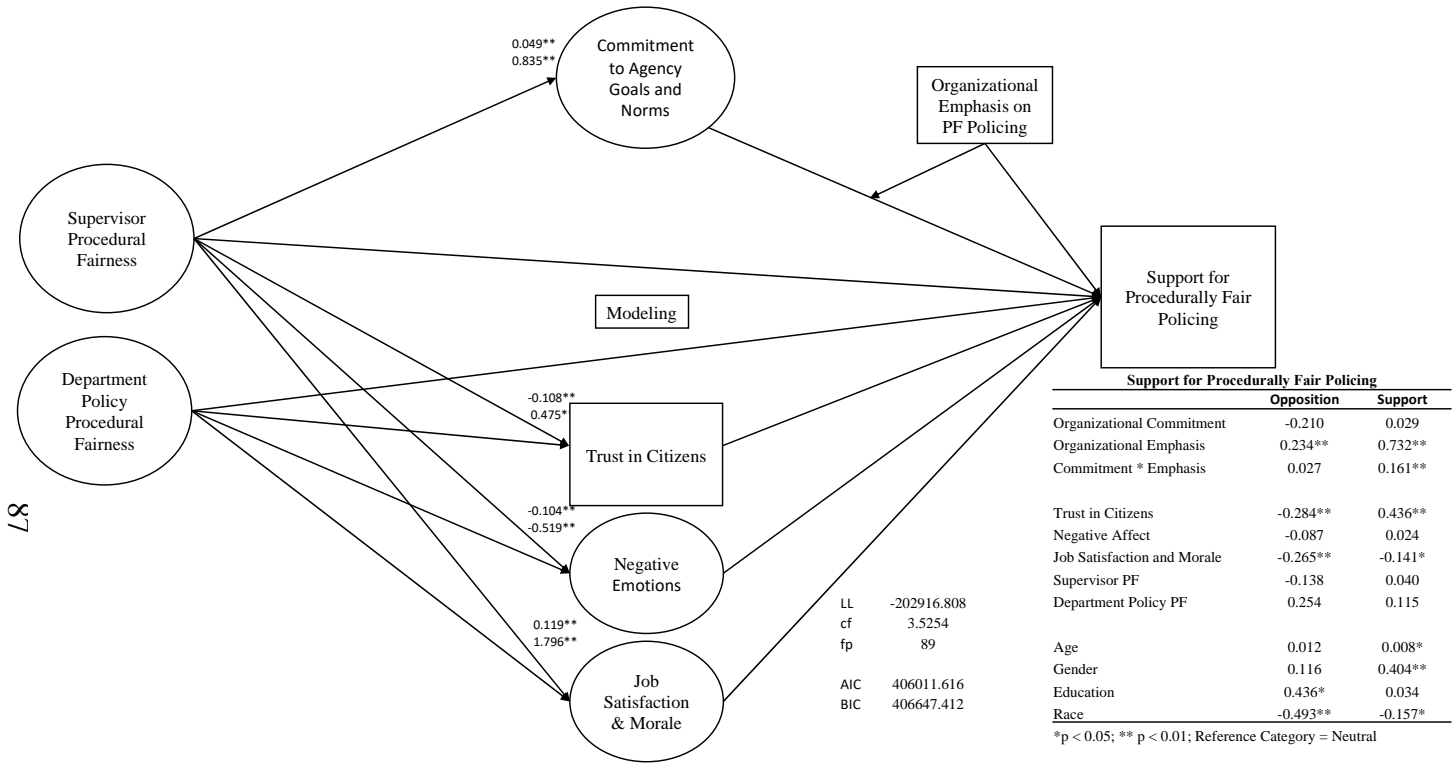 0.049**
0.835**
Commitment
to Agency
Goals and
Norms
Organizational
Emphasis on
PF Policing
Supervisor
Procedural
Fairness
Support for
Procedurally Fair
Policing
Modeling
Department
Policy
Procedural
Fairness
-0.108**
0.475*
Trust in Citizens
-0.104**
-0.519**
Negative
Emotions
0.119**
1.796**
Job
Satisfaction
& Morale
LL -202916.808
cf 3.5254
fp 89
AIC 406011.616
BIC 406647.412
Support for Procedurally Fair Policing
Opposition Support
Organizational Commitment -0.210 0.029
Organizational Emphasis 0.234** 0.732**
Commitment * Emphasis 0.027 0.161**
Trust in Citizens -0.284** 0.436**
Negative Affect -0.087 0.024
Job Satisfaction and Morale -0.265** -0.141*
Supervisor PF -0.138 0.040
Department Policy PF 0.254 0.115
Age 0.012 0.008*
Gender 0.116 0.404**
Education 0.436* 0.034
Race -0.493** -0.157*
*p < 0.05; ** p < 0.01; Reference Category = Neutral
87